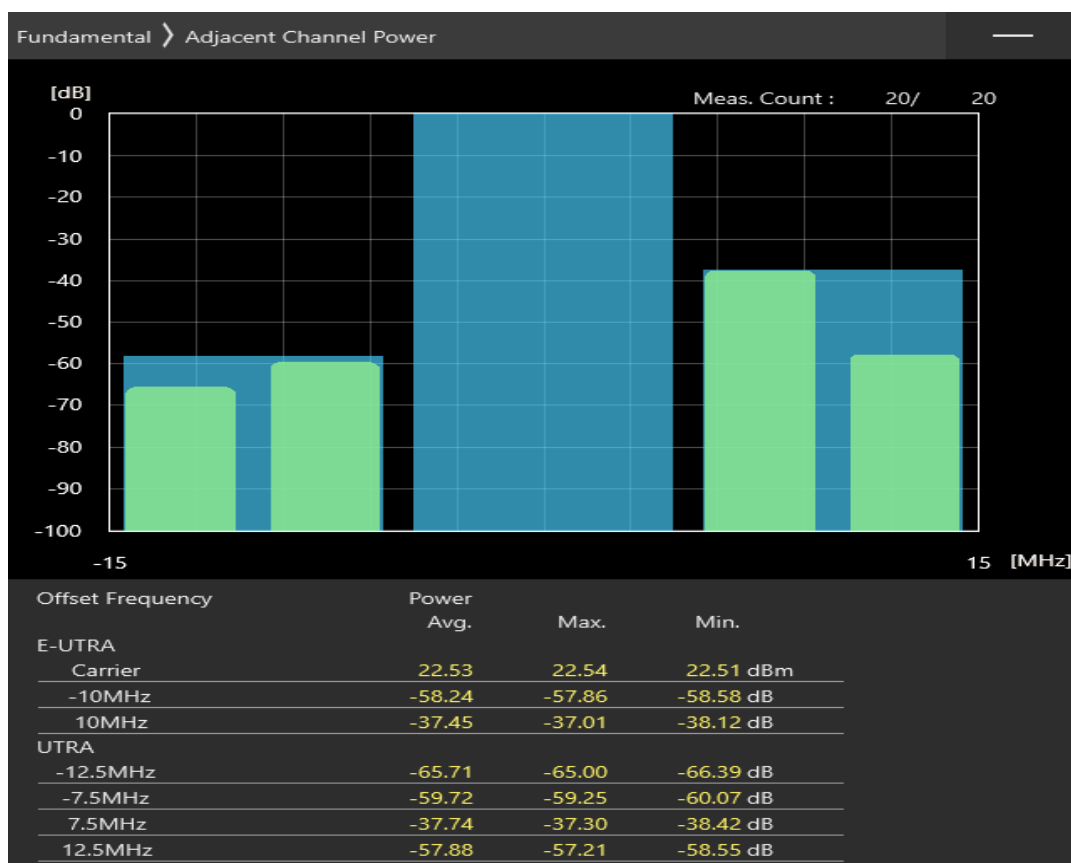 Fundamental ❯ Adjacent Channel Power
[dB]
Meas. Count : 20/ 20
0
-10
-20
-30
-40
-50
-60
-70
-80
-90
-100
-15 15 [MHz]
Offset Frequency Power
Avg. Max. Min.
E-UTRA
Carrier 22.53 22.54 22.51 dBm
-10MHz -58.24 -57.86 -58.58 dB
10MHz -37.45 -37.01 -38.12 dB
UTRA
-12.5MHz -65.71 -65.00 -66.39 dB
-7.5MHz -59.72 -59.25 -60.07 dB
7.5MHz -37.74 -37.30 -38.42 dB
12.5MHz -57.88 -57.21 -58.55 dB